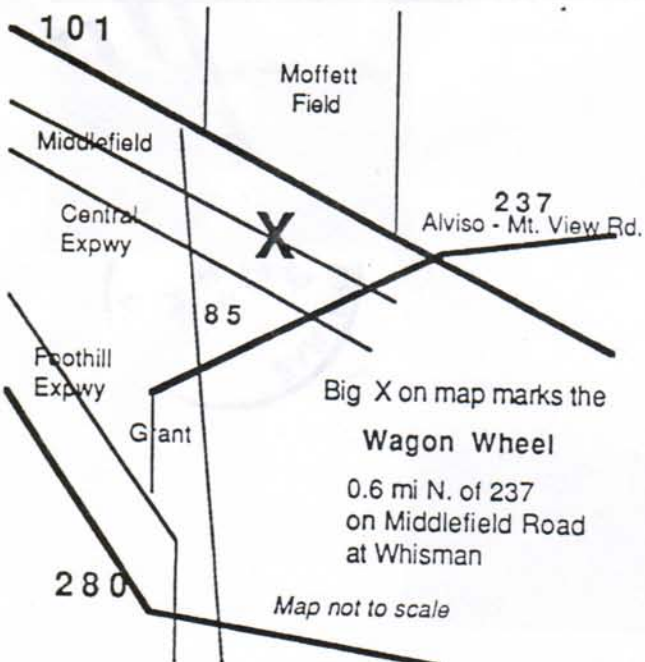 101
Moffett
Field
Middlefield
237
Alviso - Mt. View Rd.
Central
Expwy
X
85
Foothill
Expwy
Grant
Big X on map marks the
Wagon Wheel
0.6 mi N. of 237
on Middlefield Road
at Whisman
280
Map not to scale